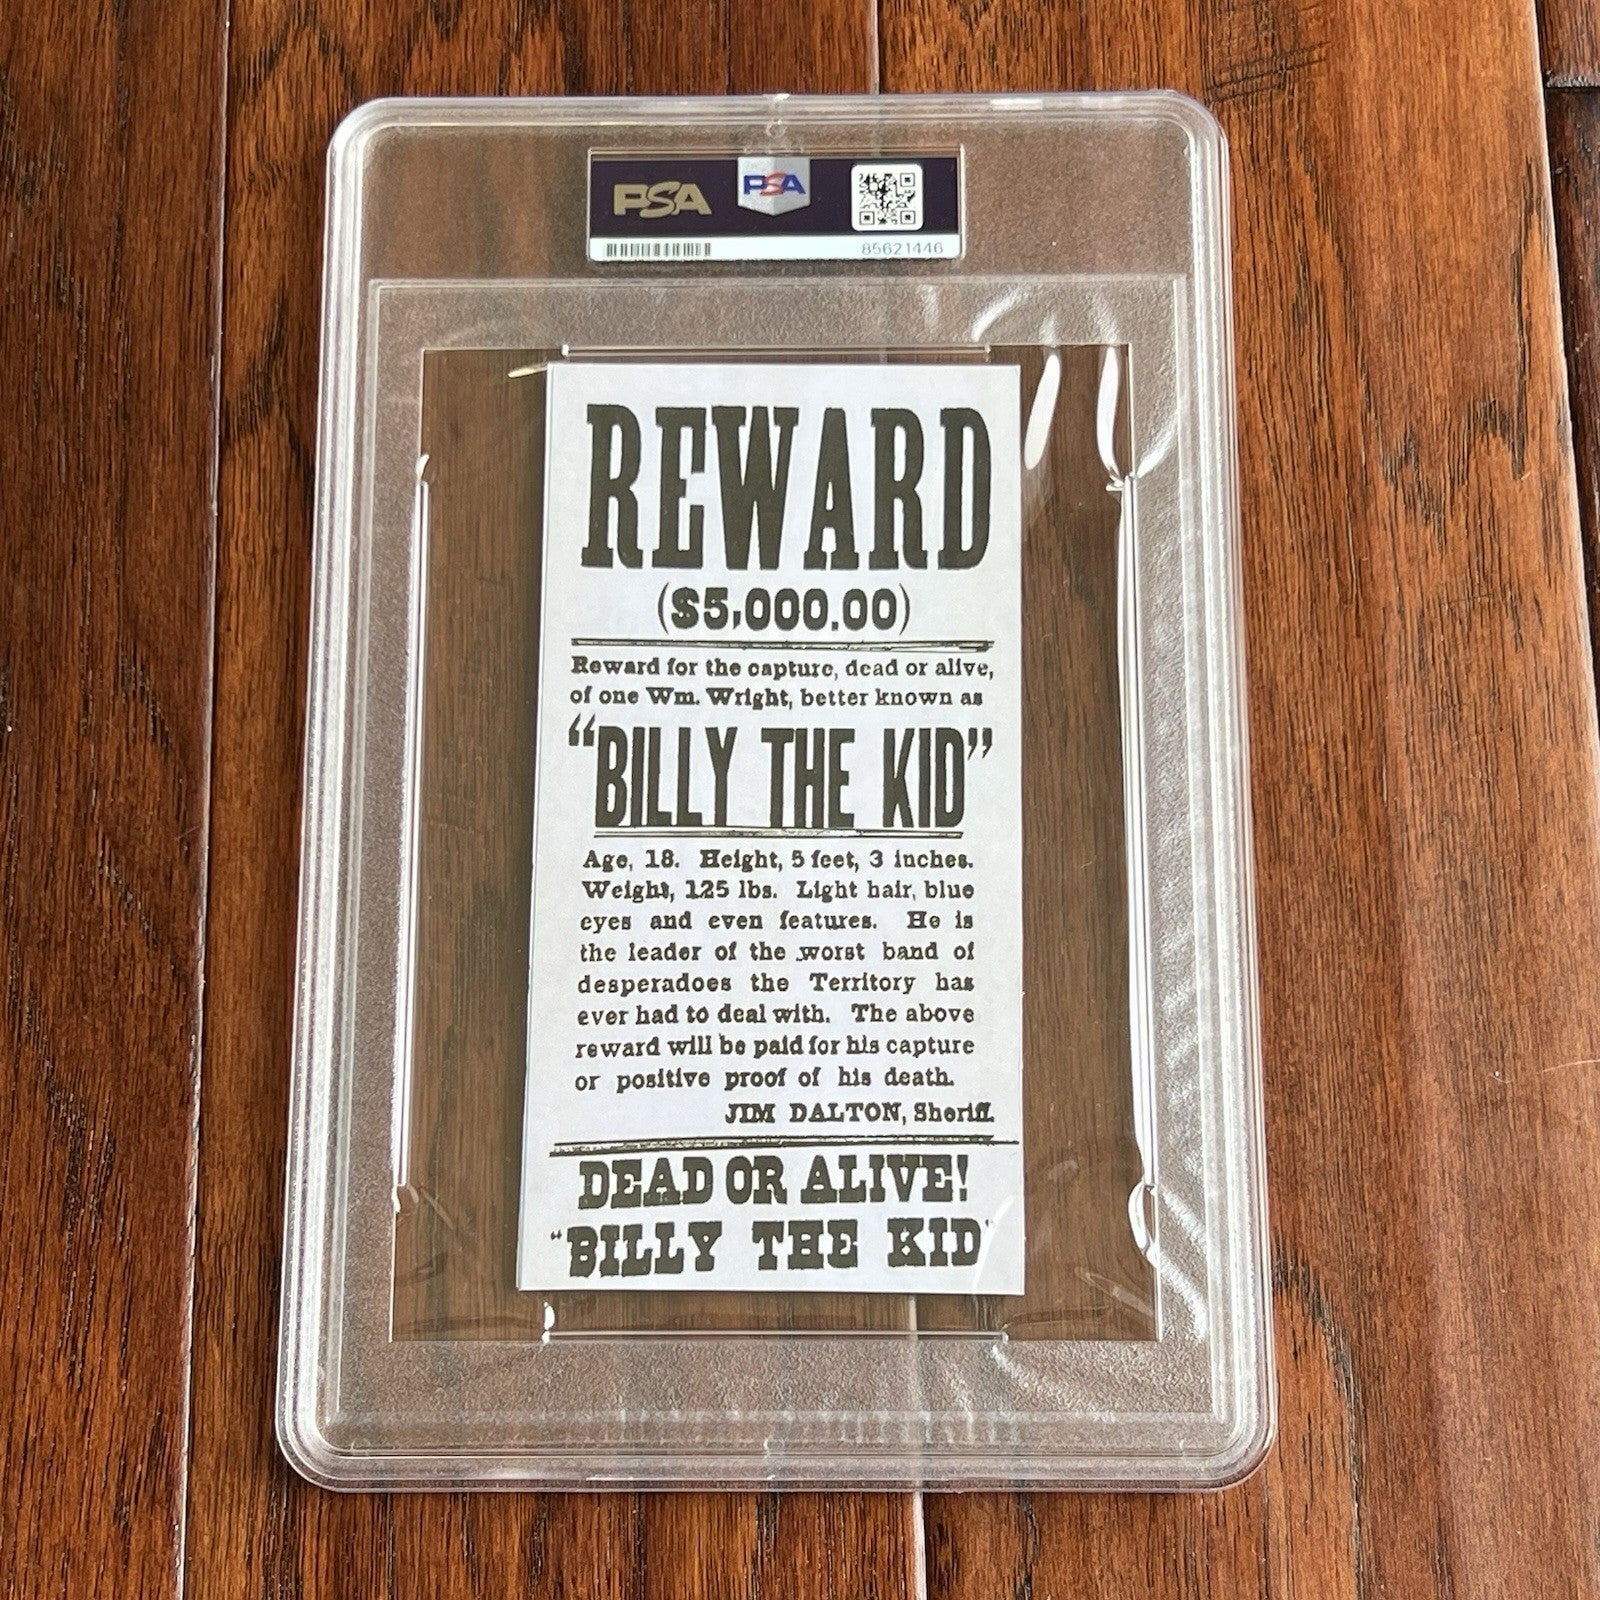 PSA
PSA
85621446
REWARD
($5,000.00)
Reward for the capture, dead or alive,
of one Wm. Wright, better known as
“BILLY THE KID”
Age, 18. Height, 5 feet, 3 inches.
Weight, 125 lbs. Light hair, blue
eyes and even features. He is
the leader of the worst band of
desperadoes the Territory has
ever had to deal with. The above
reward will be paid for his capture
or positive proof of his death.
JIM DALTON, Sheriff.
DEAD OR ALIVE!
“BILLY THE KID”